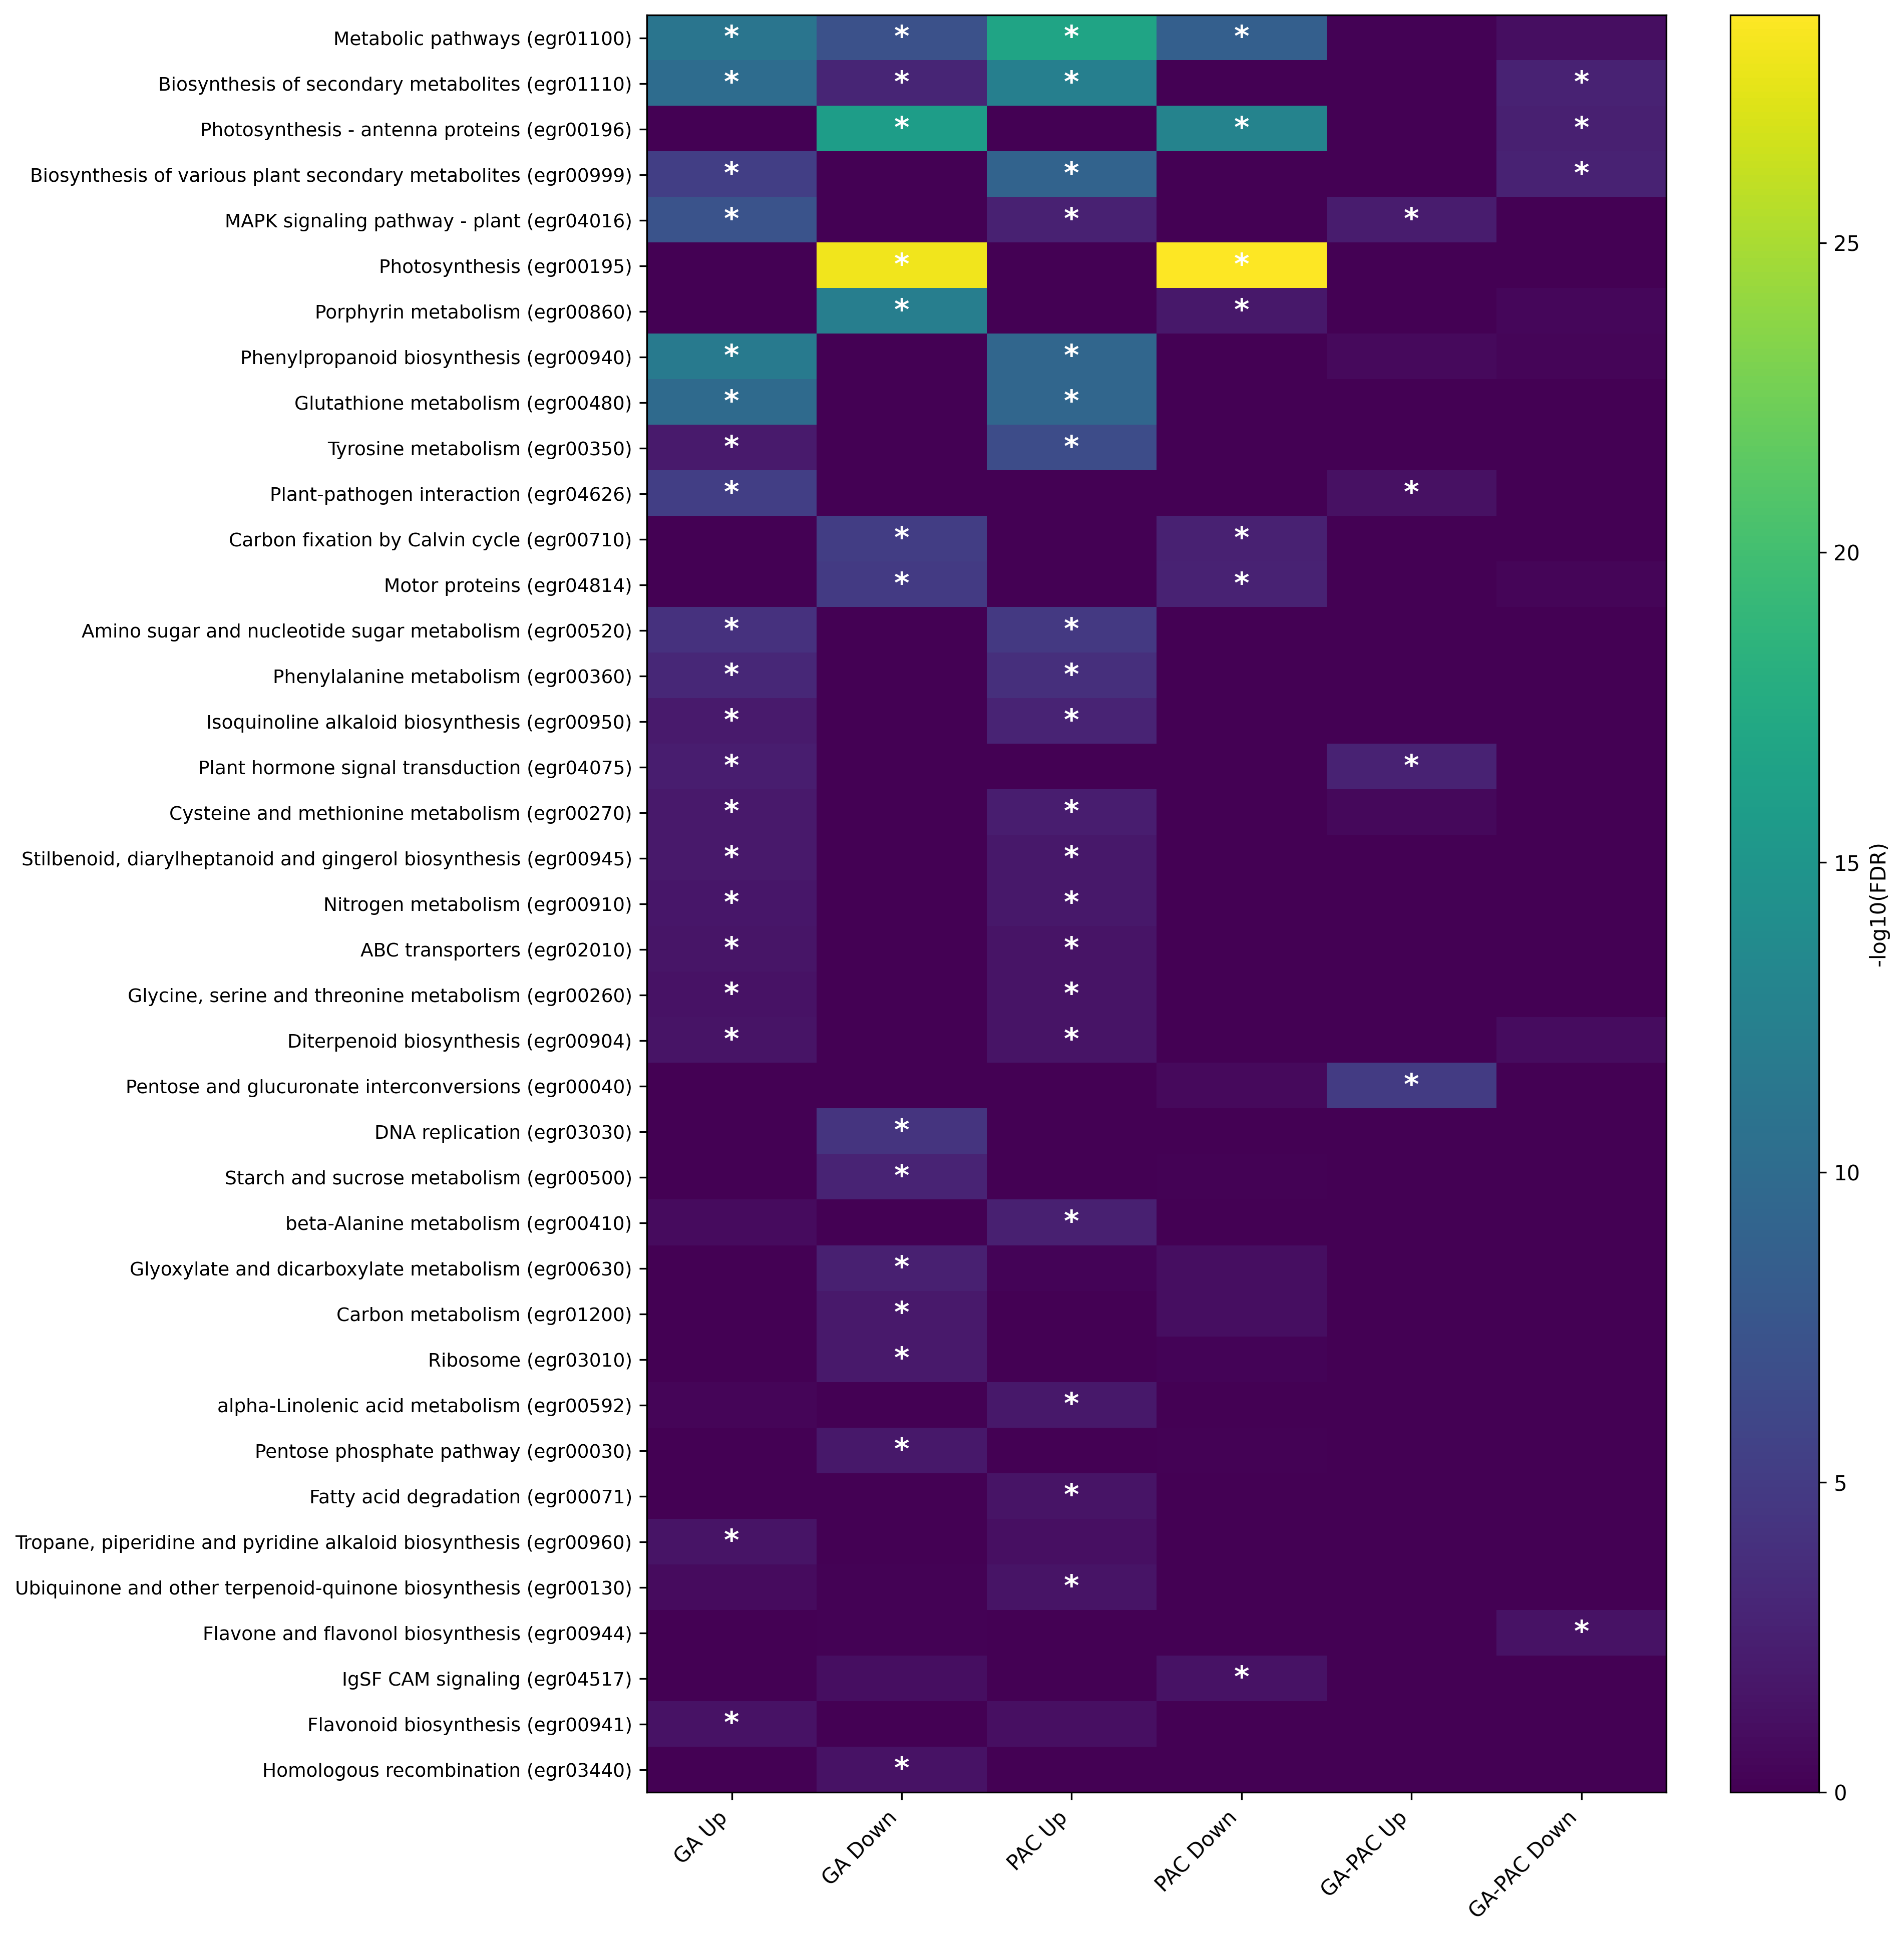 Metabolic pathways (egr01100)
Biosynthesis of secondary metabolites (egr01110)
Photosynthesis - antenna proteins (egr00196)
Biosynthesis of various plant secondary metabolites (egr00999)
MAPK signaling pathway - plant (egr04016)
Photosynthesis (egr00195)
Porphyrin metabolism (egr00860)
Phenylpropanoid biosynthesis (egr00940)
Glutathione metabolism (egr00480)
Tyrosine metabolism (egr00350)
Plant-pathogen interaction (egr04626)
Carbon fixation by Calvin cycle (egr00710)
Motor proteins (egr04814)
Amino sugar and nucleotide sugar metabolism (egr00520)
Phenylalanine metabolism (egr00360)
Isoquinoline alkaloid biosynthesis (egr00950)
Plant hormone signal transduction (egr04075)
Cysteine and methionine metabolism (egr00270)
Stilbenoid, diarylheptanoid and gingerol biosynthesis (egr00945)
Nitrogen metabolism (egr00910)
ABC transporters (egr02010)
Glycine, serine and threonine metabolism (egr00260)
Diterpenoid biosynthesis (egr00904)
Pentose and glucuronate interconversions (egr00040)
DNA replication (egr03030)
Starch and sucrose metabolism (egr00500)
beta-Alanine metabolism (egr00410)
Glyoxylate and dicarboxylate metabolism (egr00630)
Carbon metabolism (egr01200)
Ribosome (egr03010)
alpha-Linolenic acid metabolism (egr00592)
Pentose phosphate pathway (egr00030)
Fatty acid degradation (egr00071)
Tropane, piperidine and pyridine alkaloid biosynthesis (egr00960)
Ubiquinone and other terpenoid-quinone biosynthesis (egr00130)
Flavone and flavonol biosynthesis (egr00944)
IgSF CAM signaling (egr04517)
Flavonoid biosynthesis (egr00941)
Homologous recombination (egr03440)
GA Up
GA Down
PAC Up
PAC Down
GA-PAC Up
GA-PAC Down
25
20
15
10
5
0
-log10(FDR)